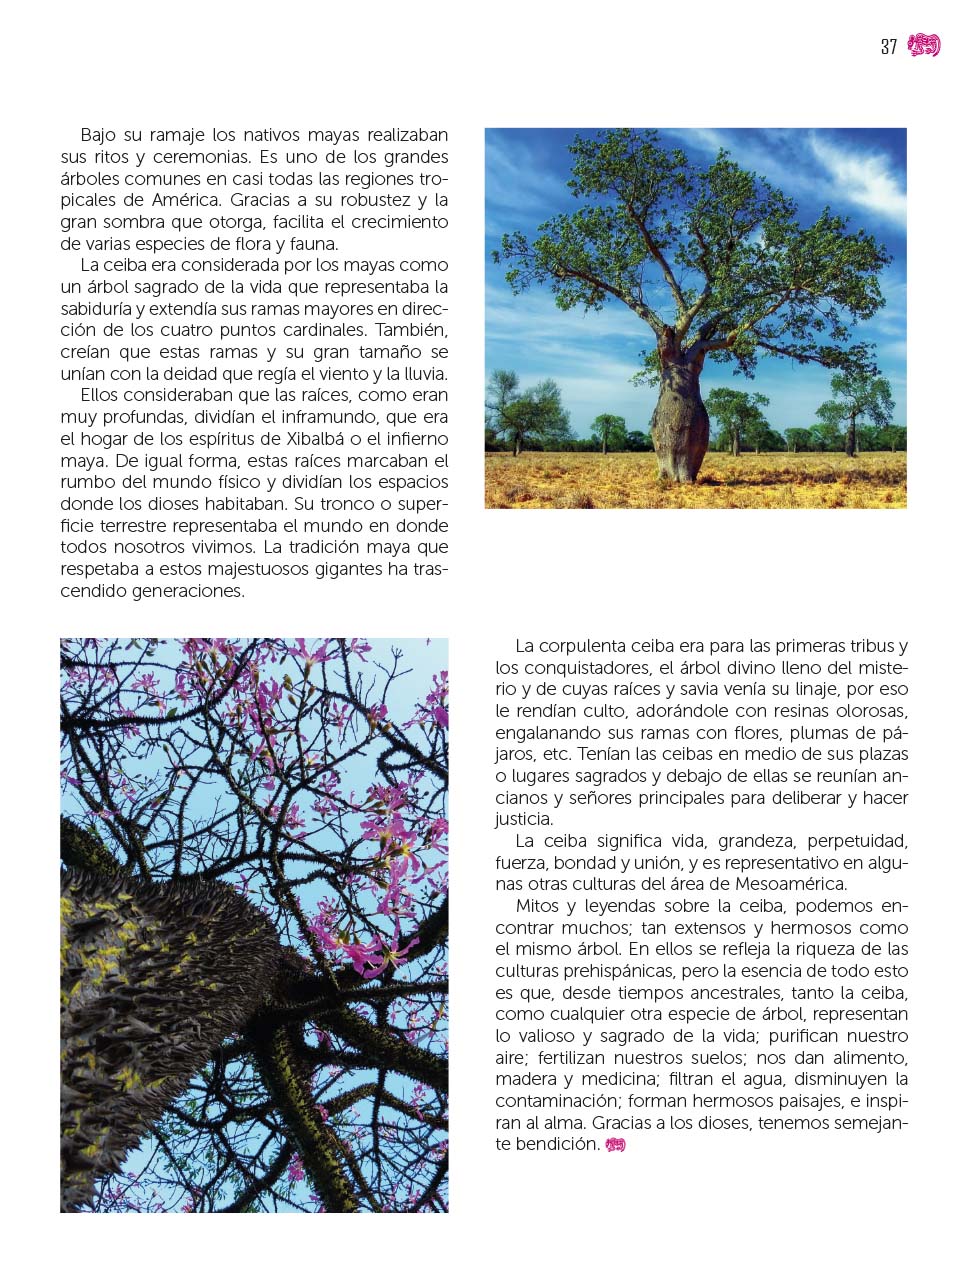 37
Bajo su ramaje los nativos mayas realizaban
sus ritos y ceremonias. Es uno de los grandes
árboles comunes en casi todas las regiones tro-
picales de América. Gracias a su robustez y la
gran sombra que otorga, facilita el crecimiento
de varias especies de flora y fauna.
La ceiba era considerada por los mayas como
un árbol sagrado de la vida que representaba la
sabiduría y extendía sus ramas mayores en direc-
ción de los cuatro puntos cardinales. También,
creían que estas ramas y su gran tamaño se
unían con la deidad que regía el viento y la lluvia.
Ellos consideraban que las raíces, como eran
muy profundas, dividían el inframundo, que era
el hogar de los espíritus de Xibalbá o el infierno
maya. De igual forma, estas raíces marcaban el
rumbo del mundo físico y dividían los espacios
donde los dioses habitaban. Su tronco o super-
ficie terrestre representaba el mundo en donde
todos nosotros vivimos. La tradición maya que
respetaba a estos majestuosos gigantes ha tras-
cendido generaciones.
La corpulenta ceiba era para las primeras tribus y
los conquistadores, el árbol divino lleno del miste-
rio y de cuyas raíces y savia venía su linaje, por eso
le rendían culto, adorándole con resinas olorosas,
engalanando sus ramas con flores, plumas de pá-
jaros, etc. Tenían las ceibas en medio de sus plazas
o lugares sagrados y debajo de ellas se reunían an-
cianos y señores principales para deliberar y hacer
justicia.
La ceiba significa vida, grandeza, perpetuidad,
fuerza, bondad y unión, y es representativo en algu-
nas otras culturas del área de Mesoamérica.
Mitos y leyendas sobre la ceiba, podemos en-
contrar muchos; tan extensos y hermosos como
el mismo árbol. En ellos se refleja la riqueza de las
culturas prehispánicas, pero la esencia de todo esto
es que, desde tiempos ancestrales, tanto la ceiba,
como cualquier otra especie de árbol, representan
lo valioso y sagrado de la vida; purifican nuestro
aire; fertilizan nuestros suelos; nos dan alimento,
madera y medicina; filtran el agua, disminuyen la
contaminación; forman hermosos paisajes, e inspi-
ran al alma. Gracias a los dioses, tenemos semejan-
te bendición.